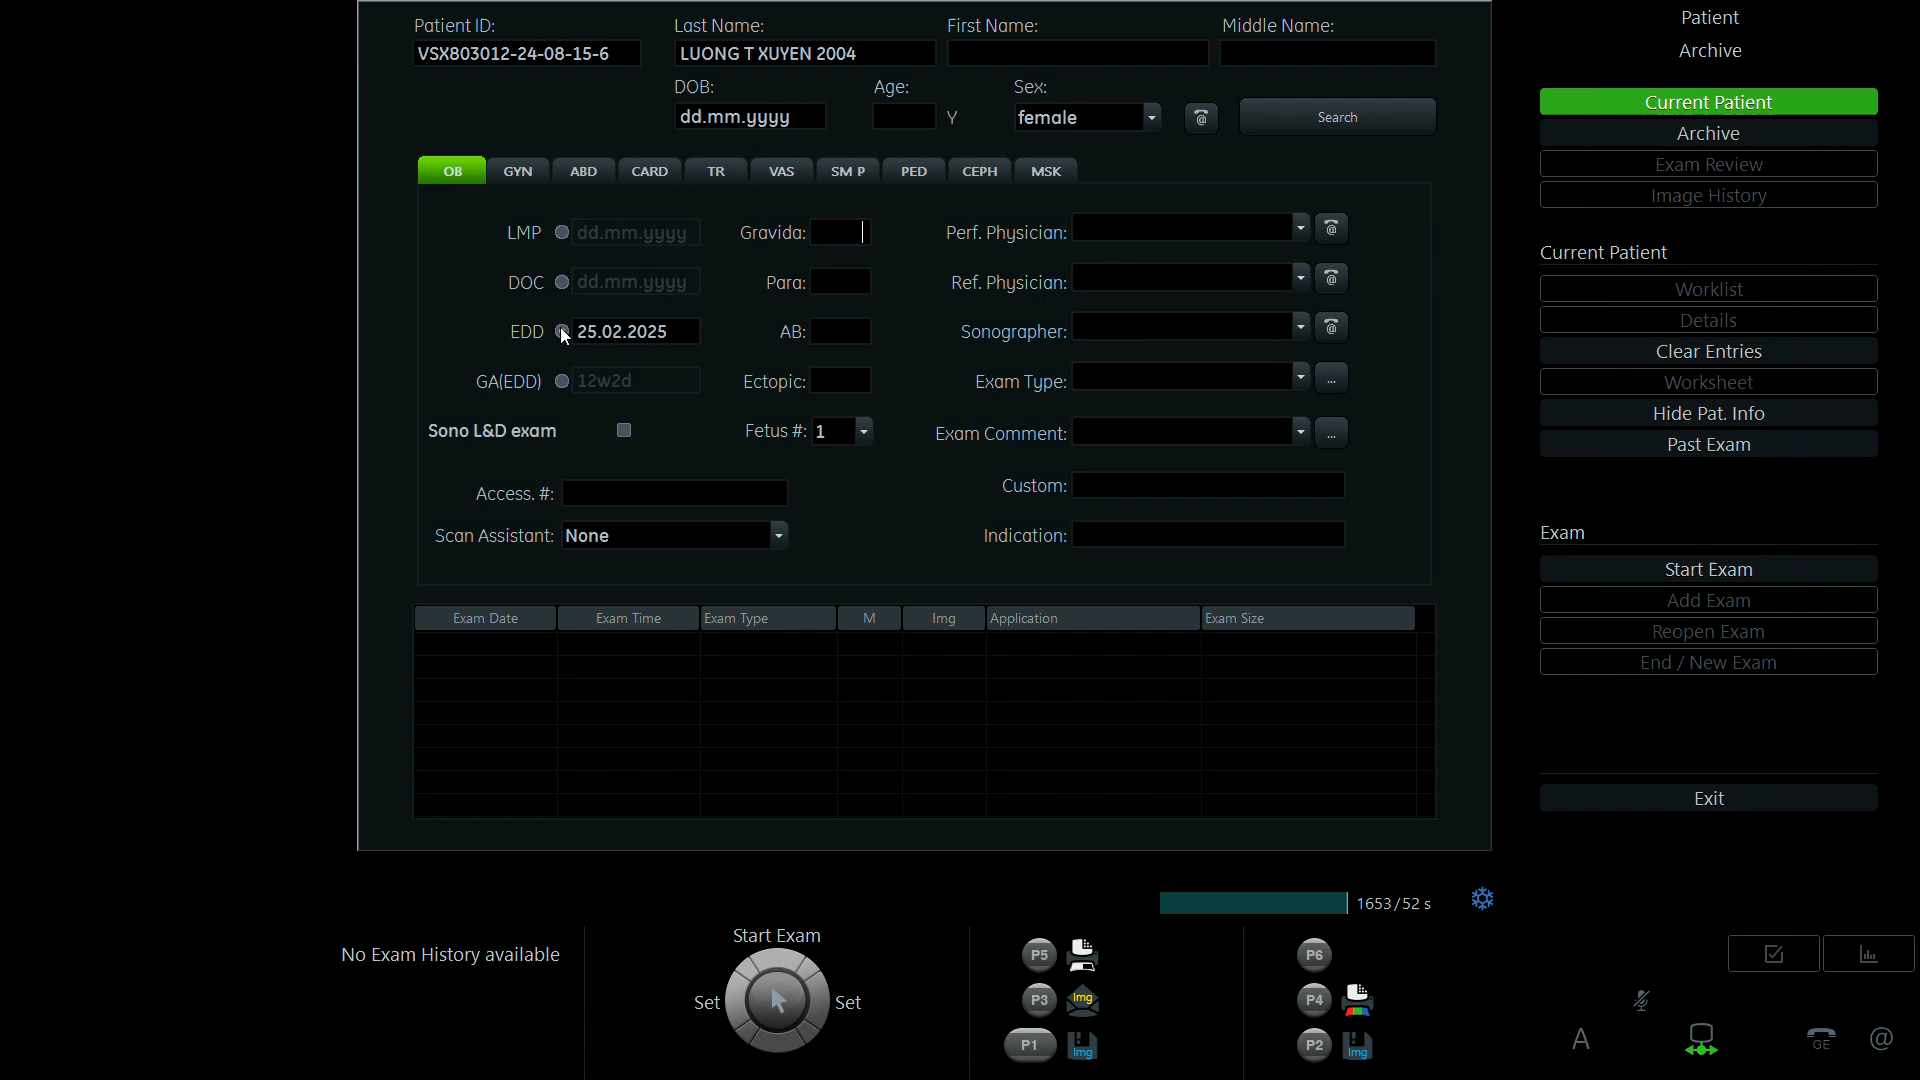 Patient ID: Last Name: First Name: Middle Name:
VSX803012-24-08-15-6 LUONG T XUYEN 2004
DOB: Age: Sex:
dd.mm.yyyy Y female @ Search
OB GYN ABD CARD TR VAS SM P PED CEPH MSK
LMP dd.mm.yyyy Gravida: Perf. Physician: @
DOC dd.mm.yyyy Para: Ref. Physician: @
EDD 25.02.2025 AB: Sonographer: @
GA(EDD) 12w2d Ectopic: Exam Type: ...
Sono L&D exam Fetus #: 1 Exam Comment: ...
Access. #: Custom:
Scan Assistant: None Indication:
Exam Date Exam Time Exam Type M Img Application Exam Size
1653/52 s
No Exam History available
Start Exam
Set Set
P5 P6
P3 Img P4
P1 Img P2 Img
Patient
Archive
Current Patient
Archive
Exam Review
Image History
Current Patient
Worklist
Details
Clear Entries
Worksheet
Hide Pat. Info
Past Exam
Exam
Start Exam
Add Exam
Reopen Exam
End / New Exam
Exit
A GE @